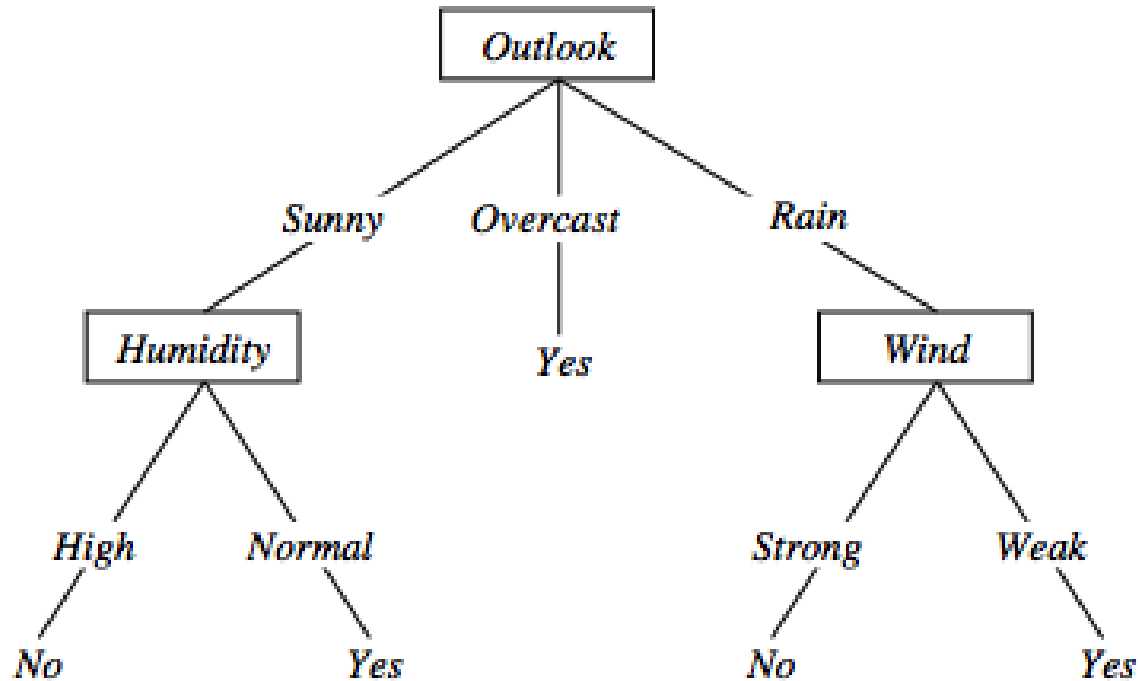 Outlook
Sunny Overcast Rain
Humidity Yes Wind
High Normal Strong Weak
No Yes No Yes